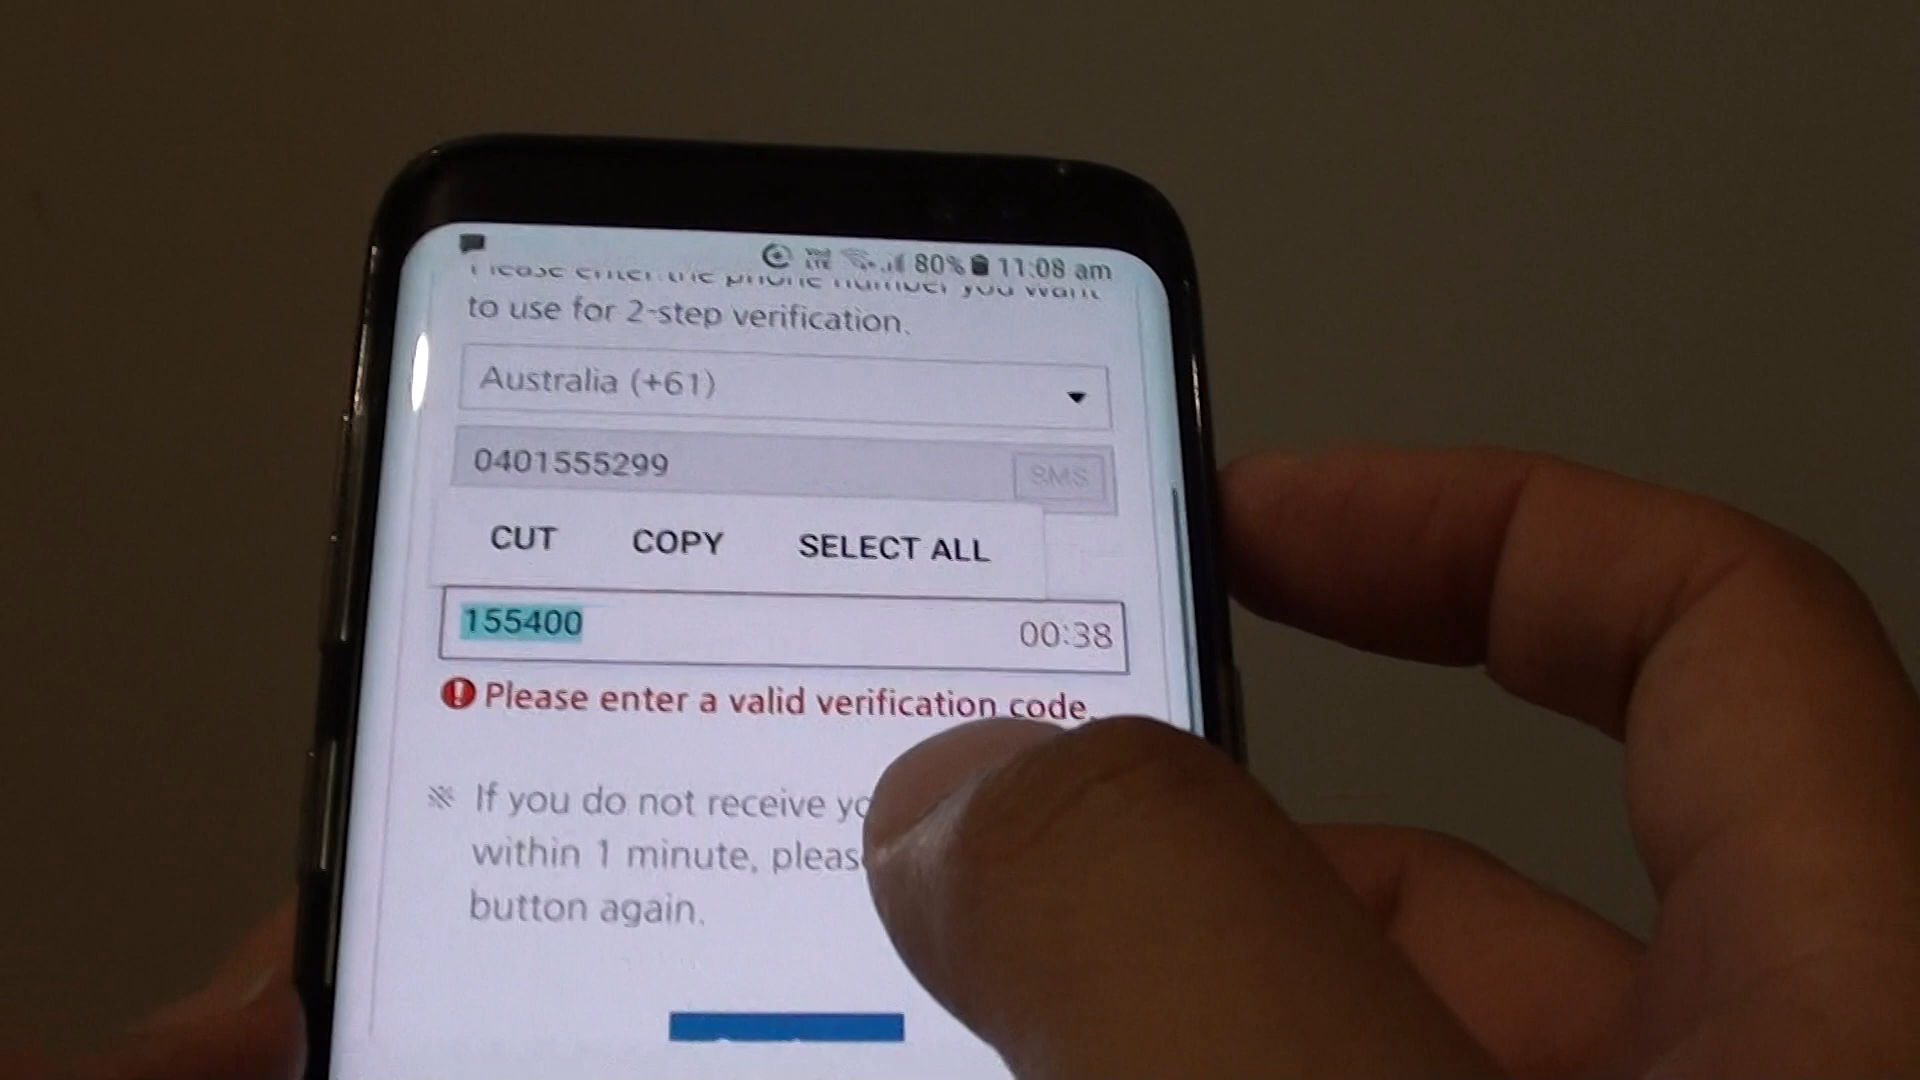 80% 11:08 am
Please enter the phone number you want
to use for 2-step verification.
Australia (+61)
0401555299
SMS
CUT COPY SELECT ALL
155400 00:38
Please enter a valid verification code.
※ If you do not receive
within 1 minute,
button again.